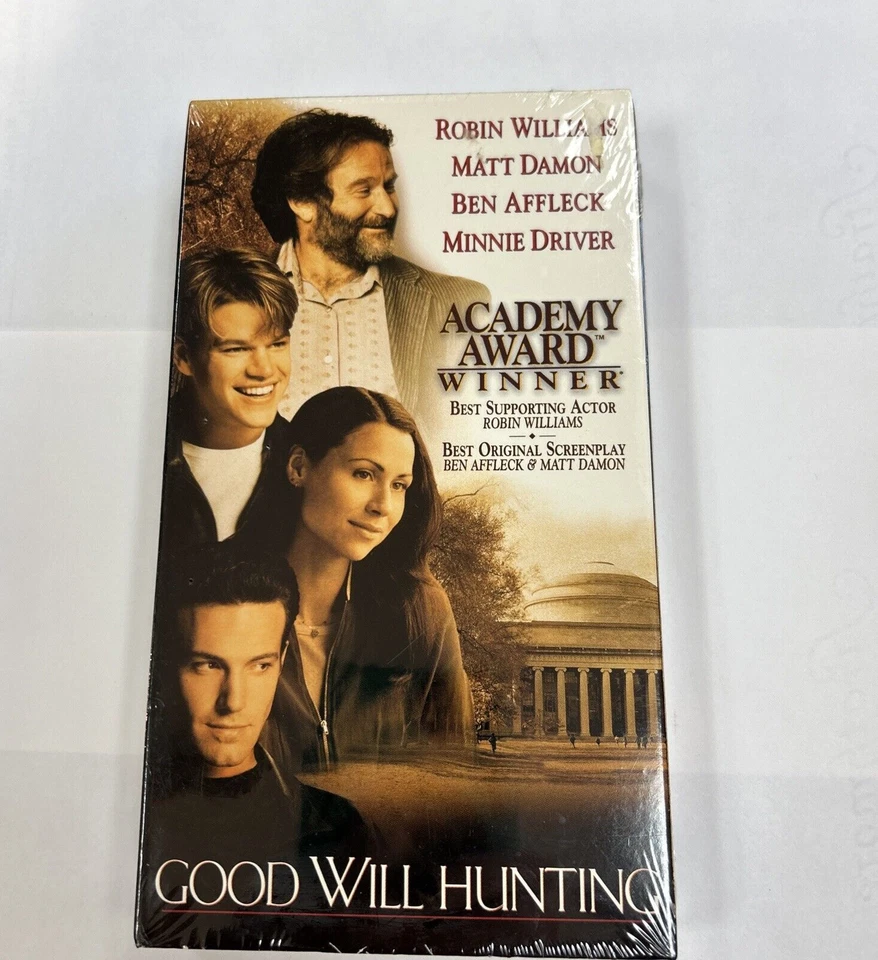 ROBIN WILLIAMS
MATT DAMON
BEN AFFLECK
MINNIE DRIVER
ACADEMY
AWARD™
WINNER®
BEST SUPPORTING ACTOR
ROBIN WILLIAMS
BEST ORIGINAL SCREENPLAY
BEN AFFLECK & MATT DAMON
GOOD WILL HUNTING